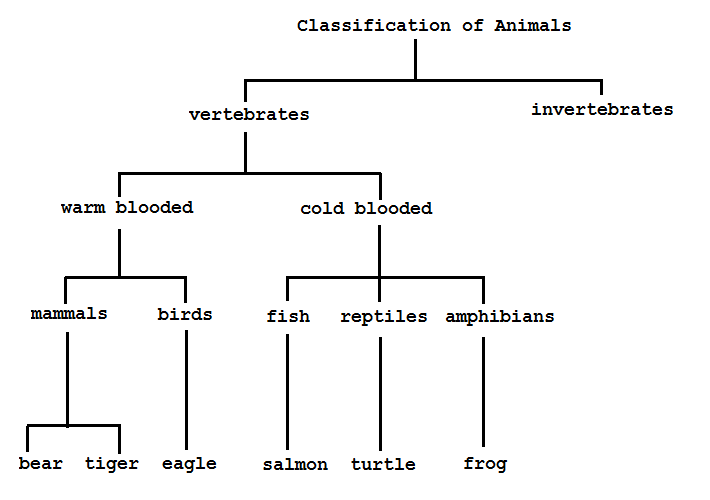 Classification of Animals
vertebrates
invertebrates
warm blooded
cold blooded
mammals
birds
fish
reptiles
amphibians
bear
tiger
eagle
salmon
turtle
frog